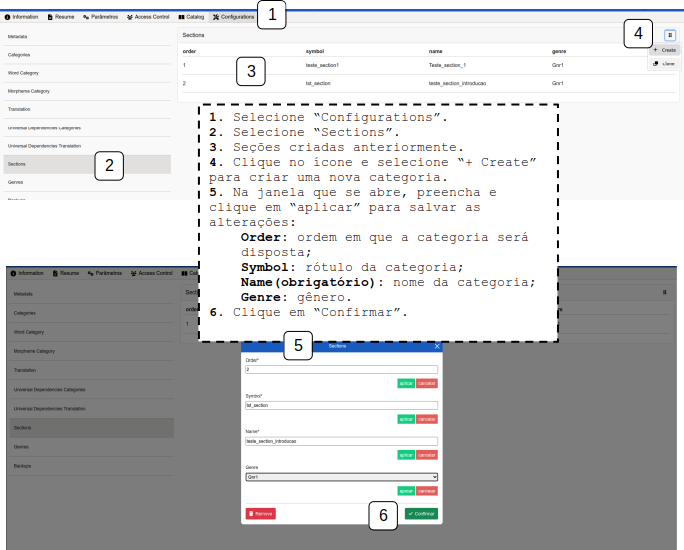 Information Resume Parâmetros Access Control Catalog Configurations
1
Metadata
Categories
Word Category
Morpheme Category
Translation
Universal Dependencies Categories
Universal Dependencies Translation
Sections
Genres
2
Sections
order symbol name genre
1 teste_section1 Teste_section_1 Gnr1
2 tst_section teste_section_introducao Gnr1
3
4
+ Create
Clone
1. Selecione “Configurations”.
2. Selecione “Sections”.
3. Seções criadas anteriormente.
4. Clique no ícone e selecione “+ Create”
para criar uma nova categoria.
5. Na janela que se abre, preencha e
clique em “aplicar” para salvar as
alterações:
Order: ordem em que a categoria será
disposta;
Symbol: rótulo da categoria;
Name(obrigatório): nome da categoria;
Genre: gênero.
6. Clique em “Confirmar”.
Information Resume Parâmetros Access Control
Metadata
Categories
Word Category
Morpheme Category
Translation
Universal Dependencies Categories
Universal Dependencies Translation
Sections
Genres
Backups
1
5
Sections
Order*
2
aplicar cancelar
Symbol*
tst_section
aplicar cancelar
Name*
teste_section_introducao
aplicar cancelar
Genre
Gnr1
aplicar cancelar
Remove
6
Confirmar